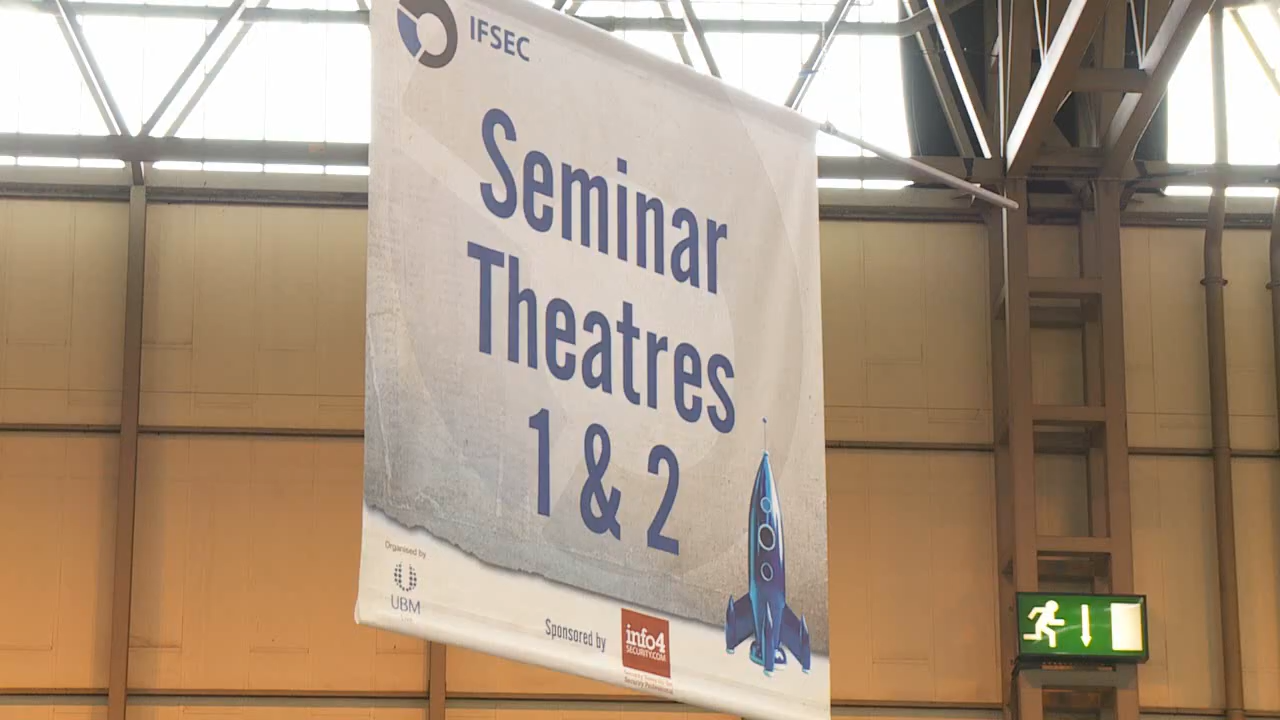 IFSEC
Seminar
Theatres
1 & 2
Organised by
UBM
Sponsored by
info4
SECURITY.COM